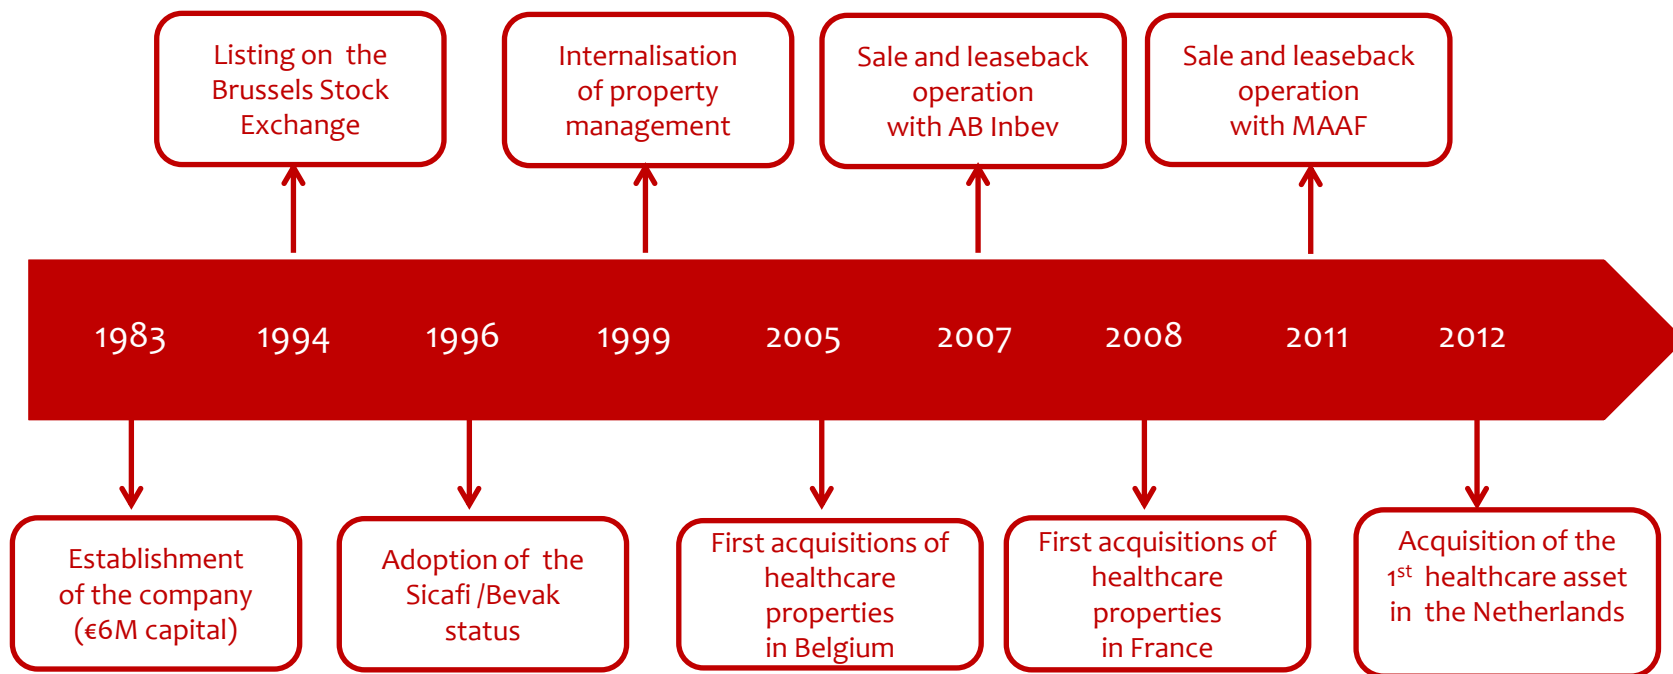 Listing on the
Brussels Stock
Exchange
Internalisation
of property
management
Sale and leaseback
operation
with AB Inbev
Sale and leaseback
operation
with MAAF
1983
1994
1996
1999
2005
2007
2008
2011
2012
Establishment
of the company
(€6M capital)
Adoption of the
Sicafi /Bevak
status
First acquisitions of
healthcare
properties
in Belgium
First acquisitions of
healthcare
properties
in France
Acquisition of the
1st healthcare asset
in the Netherlands